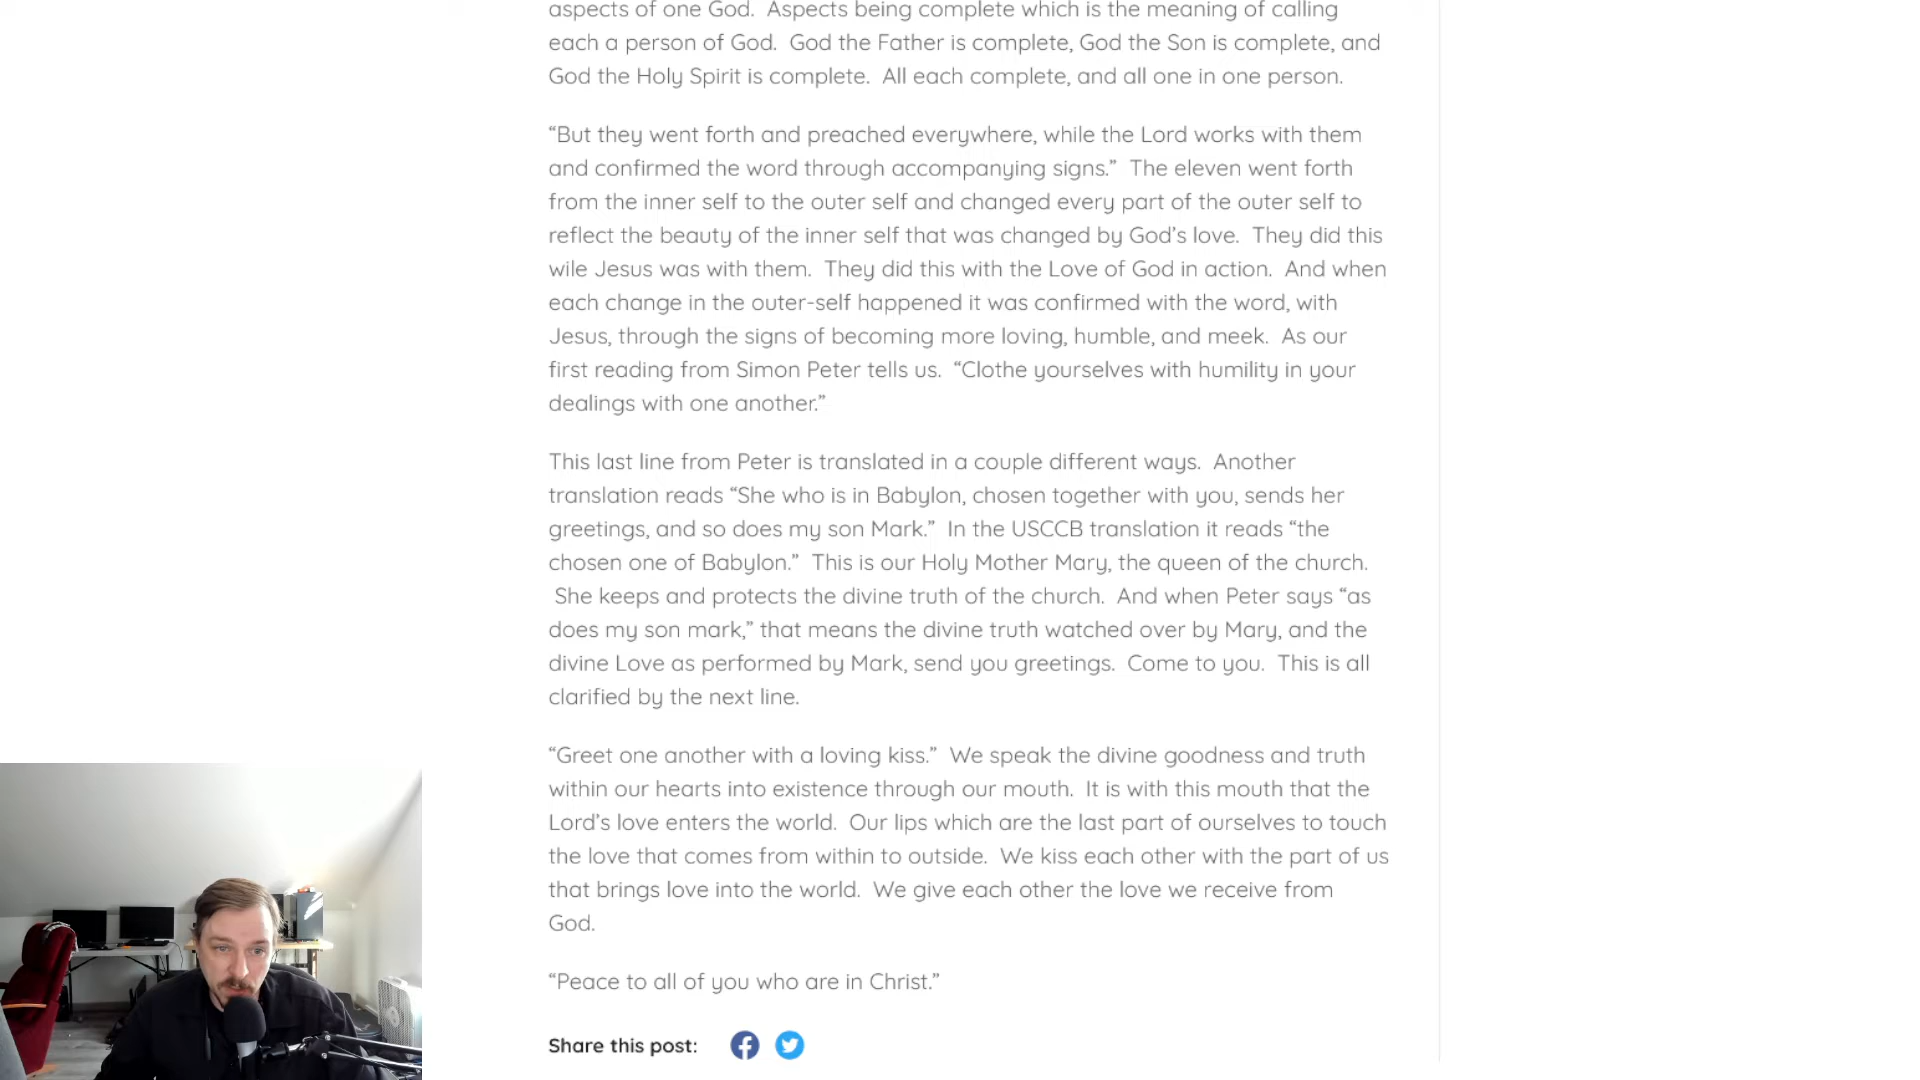 aspects of one God.  Aspects being complete which is the meaning of calling
each a person of God.  God the Father is complete, God the Son is complete, and
God the Holy Spirit is complete.  All each complete, and all one in one person.
“But they went forth and preached everywhere, while the Lord works with them
and confirmed the word through accompanying signs.”  The eleven went forth
from the inner self to the outer self and changed every part of the outer self to
reflect the beauty of the inner self that was changed by God’s love.  They did this
wile Jesus was with them.  They did this with the Love of God in action.  And when
each change in the outer-self happened it was confirmed with the word, with
Jesus, through the signs of becoming more loving, humble, and meek.  As our
first reading from Simon Peter tells us.  “Clothe yourselves with humility in your
dealings with one another.”
This last line from Peter is translated in a couple different ways.  Another
translation reads “She who is in Babylon, chosen together with you, sends her
greetings, and so does my son Mark.”  In the USCCB translation it reads “the
chosen one of Babylon.”  This is our Holy Mother Mary, the queen of the church.
She keeps and protects the divine truth of the church.  And when Peter says “as
does my son mark,” that means the divine truth watched over by Mary, and the
divine Love as performed by Mark, send you greetings.  Come to you.  This is all
clarified by the next line.
“Greet one another with a loving kiss.”  We speak the divine goodness and truth
within our hearts into existence through our mouth.  It is with this mouth that the
Lord’s love enters the world.  Our lips which are the last part of ourselves to touch
the love that comes from within to outside.  We kiss each other with the part of us
that brings love into the world.  We give each other the love we receive from
God.
“Peace to all of you who are in Christ.”
Share this post: